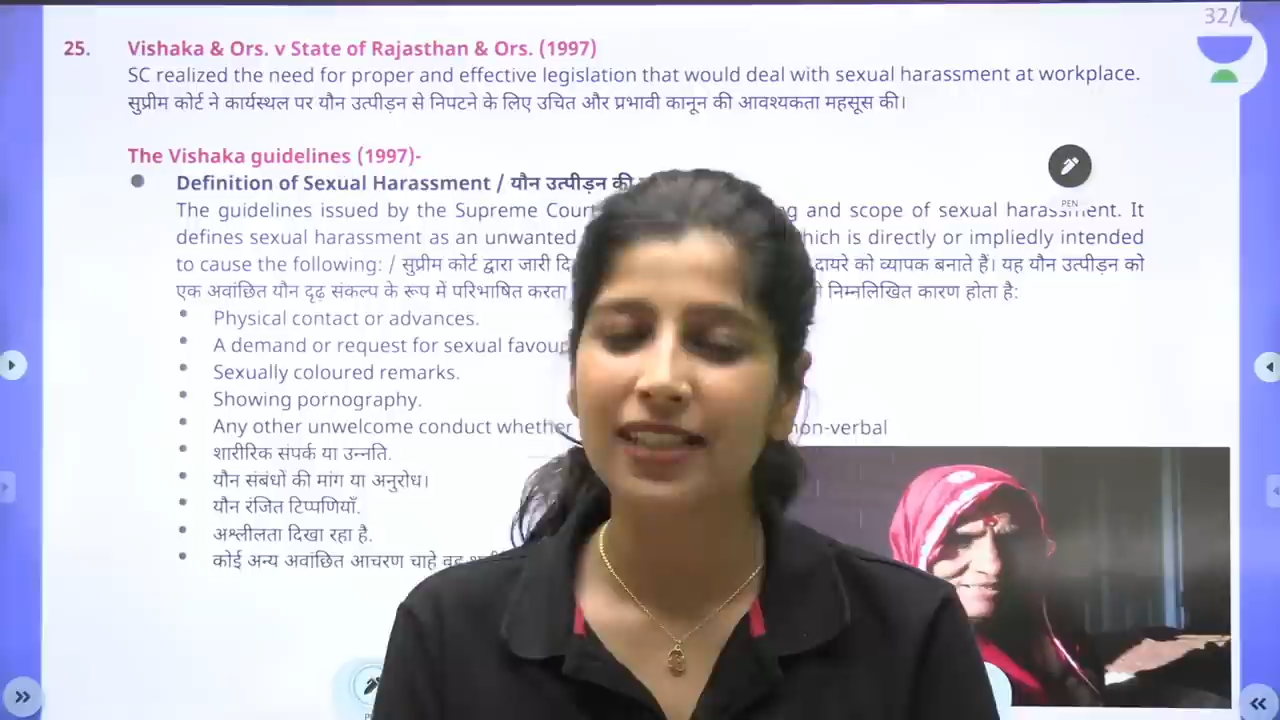 32/
25. Vishaka & Ors. v State of Rajasthan & Ors. (1997)
SC realized the need for proper and effective legislation that would deal with sexual harassment at workplace.
सुप्रीम कोर्ट ने कार्यस्थल पर यौन उत्पीड़न से निपटने के लिए उचित और प्रभावी कानून की आवश्यकता महसूस की।
The Vishaka guidelines (1997)-
Definition of Sexual Harassment / यौन उत्पीड़न की
PEN
The guidelines issued by the Supreme and scope of sexual harassment. It
defines sexual harassment as an unwanted which is directly or impliedly intended
to cause the following: / सुप्रीम कोर्ट द्वारा जारी दायरे को व्यापक बनाते हैं। यह यौन उत्पीड़न को
एक अवांछित यौन दृढ़ संकल्प के रूप में परिभाषित करता निम्नलिखित कारण होता है:
Physical contact or advances.
A demand or request for sexual
Sexually coloured remarks.
Showing pornography.
Any other unwelcome conduct whether non-verbal
शारीरिक संपर्क या उन्नति.
यौन संबंधों की मांग या अनुरोध।
यौन रंजित टिप्पणियाँ.
अश्लीलता दिखा रहा है.
कोई अन्य अवांछित आचरण चाहे वह